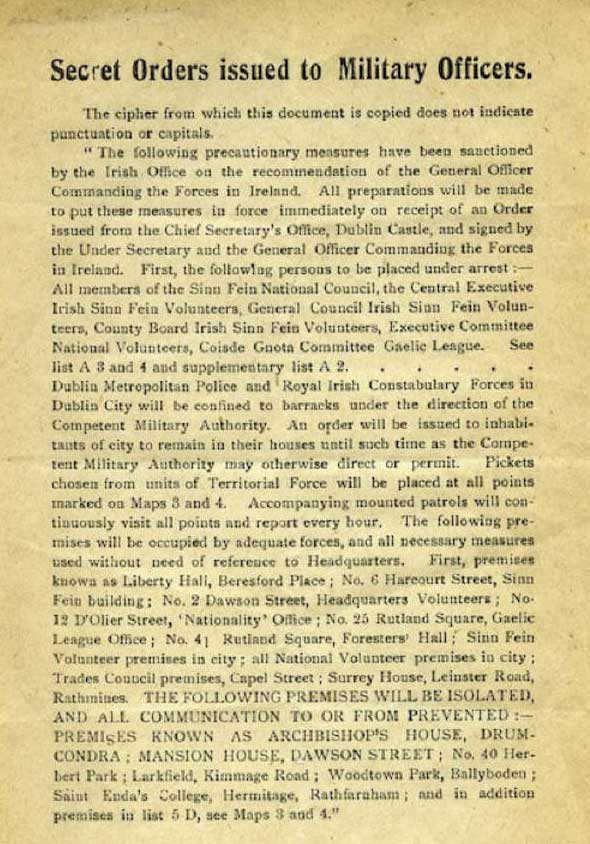 Secret Orders issued to Military Officers.
The cipher from which this document is copied does not indicate
punctuation or capitals.
" The following precautionary measures have been sanctioned
by the Irish Office on the recommendation of the General Officer
Commanding the Forces in Ireland. All preparations will be made
to put these measures in force immediately on receipt of an Order
issued from the Chief Secretary's Office, Dublin Castle, and signed by
the Under Secretary and the General Officer Commanding the Forces
in Ireland. First, the following persons to be placed under arrest :—
All members of the Sinn Fein National Council, the Central Executive
Irish Sinn Fein Volunteers, General Council Irish Sinn Fein Volun-
teers, County Board Irish Sinn Fein Volunteers, Executive Committee
National Volunteers, Coisde Gnota Committee Gaelic League. See
list A 3 and 4 and supplementary list A 2. . . . . .
Dublin Metropolitan Police and Royal Irish Constabulary Forces in
Dublin City will be confined to barracks under the direction of the
Competent Military Authority. An order will be issued to inhabi-
tants of city to remain in their houses until such time as the Compe-
tent Military Authority may otherwise direct or permit. Pickets
chosen from units of Territorial Force will be placed at all points
marked on Maps 3 and 4. Accompanying mounted patrols will con-
tinuously visit all points and report every hour. The following pre-
mises will be occupied by adequate forces, and all necessary measures
used without need of reference to Headquarters. First, premises
known as Liberty Hall, Beresford Place ; No. 6 Harcourt Street, Sinn
Fein building ; No. 2 Dawson Street, Headquarters Volunteers ; No.
12 D'Olier Street, 'Nationality' Office ; No. 25 Rutland Square, Gaelic
League Office ; No. 41 Rutland Square, Foresters' Hall ; Sinn Fein
Volunteer premises in city ; all National Volunteer premises in city ;
Trades Council premises, Capel Street ; Surrey House, Leinster Road,
Rathmines. THE FOLLOWING PREMISES WILL BE ISOLATED,
AND ALL COMMUNICATION TO OR FROM PREVENTED :—
PREMISES KNOWN AS ARCHBISHOP'S HOUSE, DRUM-
CONDRA ; MANSION HOUSE, DAWSON STREET ; No. 40 Her-
bert Park ; Larkfield, Kimmage Road ; Woodtown Park, Ballyboden ;
Saint Enda's College, Hermitage, Rathfarnham ; and in addition
premises in list 5 D, see Maps 3 and 4."